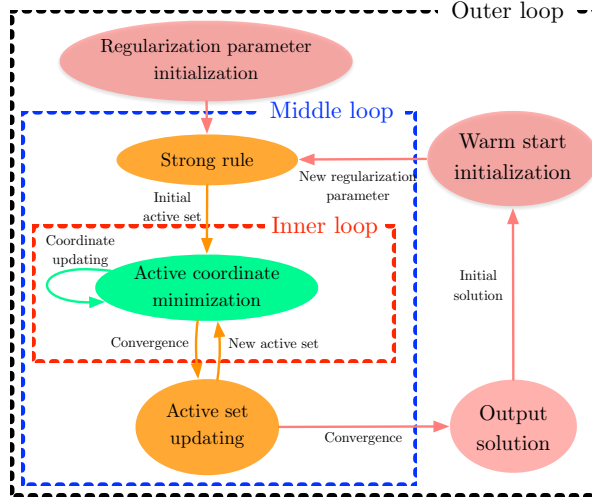 Outer loop
Regularization parameter
initialization
Middle loop
Strong rule
Warm start
initialization
New regularization
parameter
Initial
active set
Inner loop
Coordinate
updating
Active coordinate
minimization
Initial
solution
Convergence
New active set
Active set
updating
Convergence
Output
solution